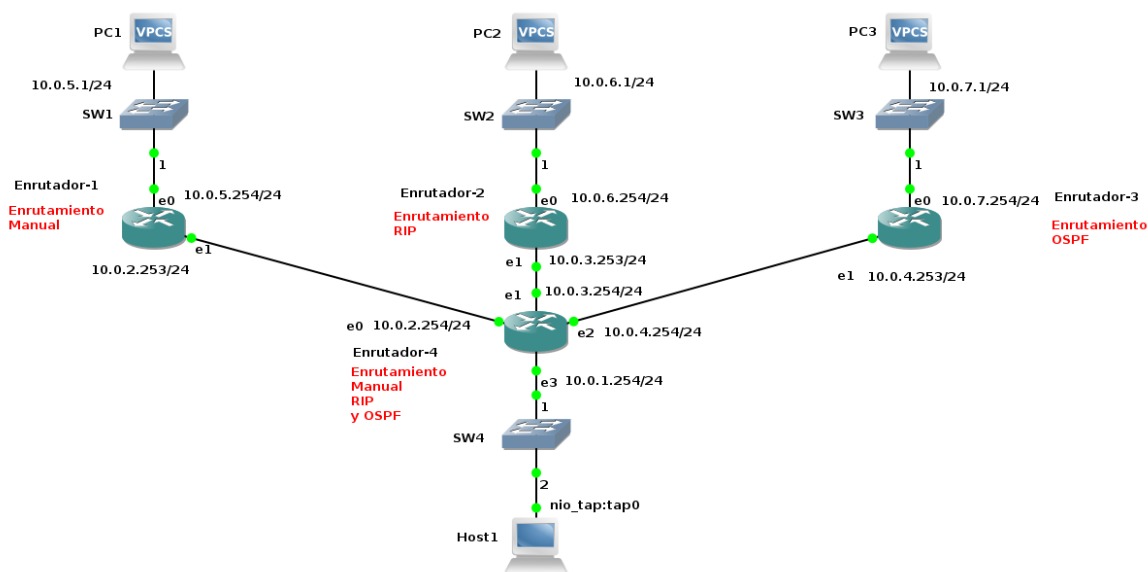 PC1
VPCS
PC2
VPCS
PC3
VPCS
10.0.5.1/24
10.0.6.1/24
10.0.7.1/24
SW1
SW2
SW3
1
1
1
Enrutador-1
e0
10.0.5.254/24
Enrutamiento
Manual
Enrutador-2
e0
10.0.6.254/24
Enrutamiento
RIP
e0
10.0.7.254/24
Enrutador-3
Enrutamiento
OSPF
e1
10.0.2.253/24
e1
10.0.3.253/24
e1
10.0.4.253/24
e1
10.0.3.254/24
e0 10.0.2.254/24
e2 10.0.4.254/24
Enrutador-4
Enrutamiento
Manual
RIP
y OSPF
e3
10.0.1.254/24
1
SW4
2
nio_tap:tap0
Host1